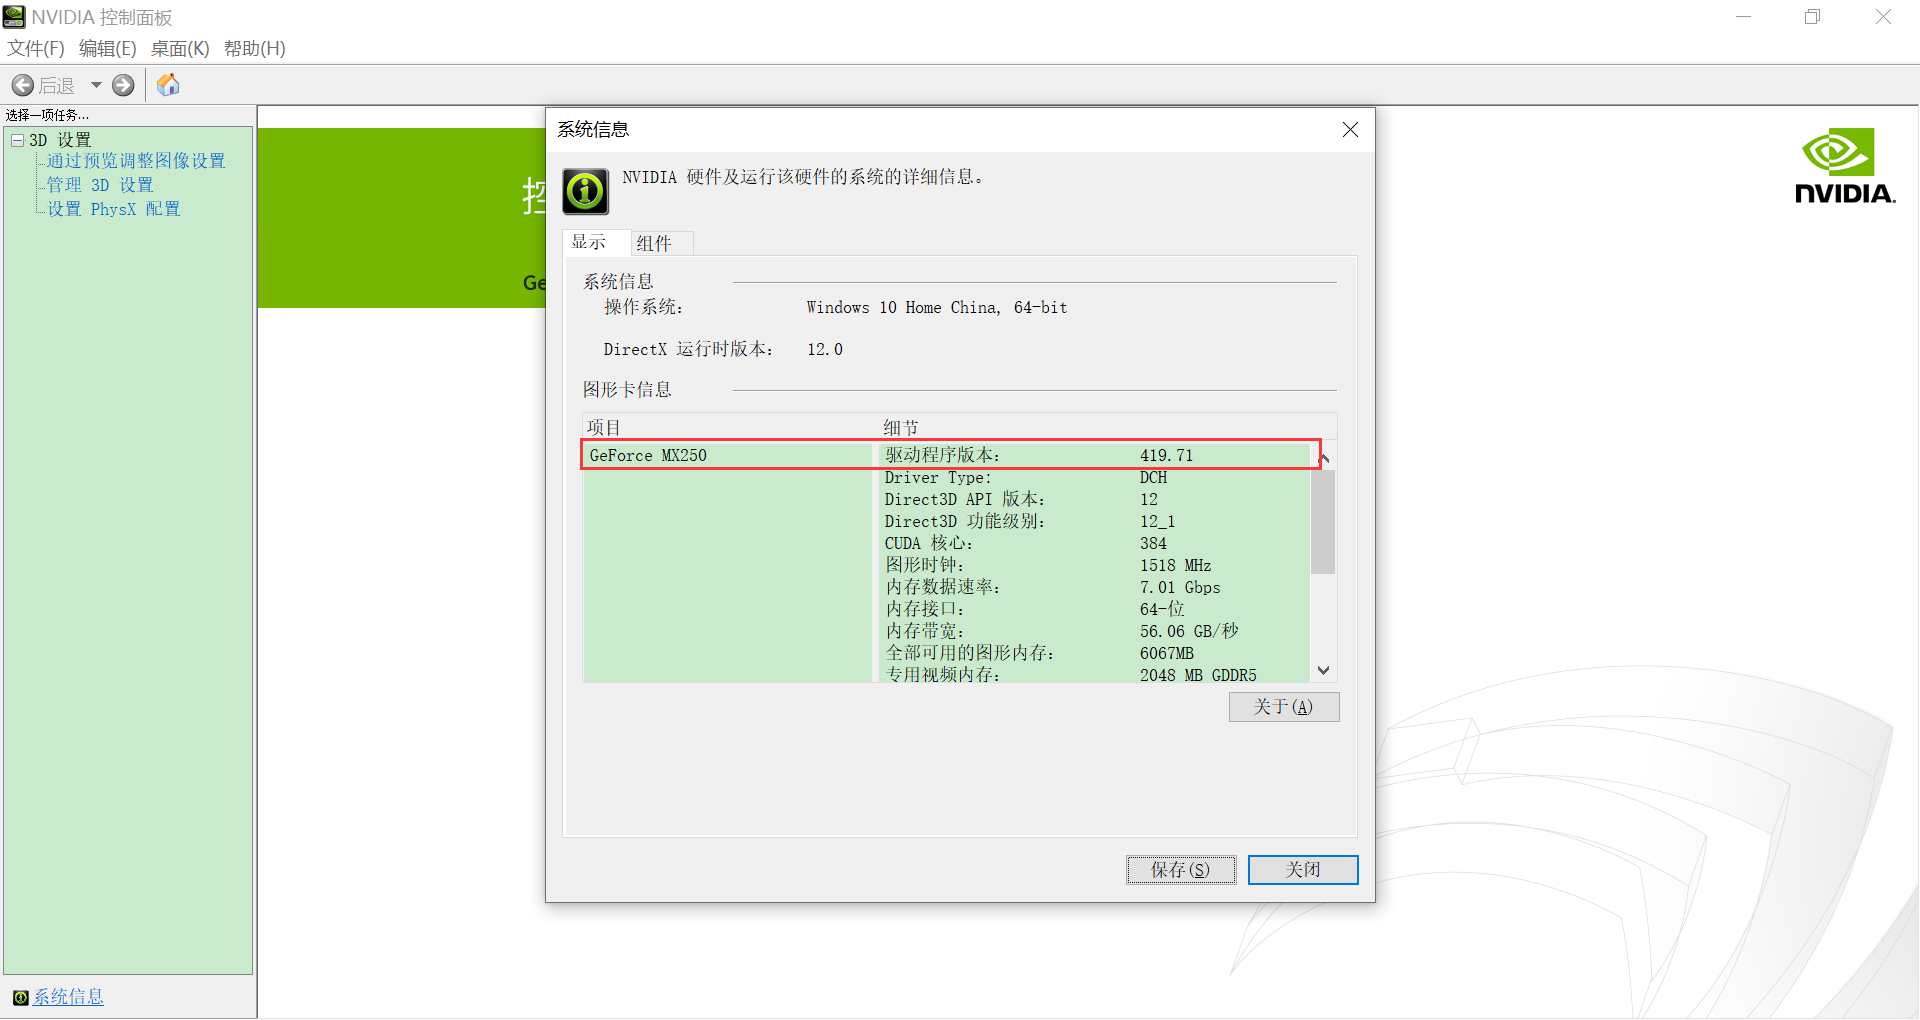 NVIDIA 控制面板
文件(F) 编辑(E) 桌面(K) 帮助(H)
后退
选择一项任务...
3D 设置
通过预览调整图像设置
管理 3D 设置
设置 PhysX 配置
系统信息
控
Ge
NVIDIA.
系统信息
NVIDIA 硬件及运行该硬件的系统的详细信息。
显示 组件
系统信息
操作系统: Windows 10 Home China, 64-bit
DirectX 运行时版本: 12.0
图形卡信息
项目 细节
GeForce MX250 驱动程序版本: 419.71
Driver Type: DCH
Direct3D API 版本: 12
Direct3D 功能级别: 12_1
CUDA 核心: 384
图形时钟: 1518 MHz
内存数据速率: 7.01 Gbps
内存接口: 64-位
内存带宽: 56.06 GB/秒
全部可用的图形内存: 6067MB
专用视频内存: 2048 MB GDDR5
关于(A)
保存(S) 关闭